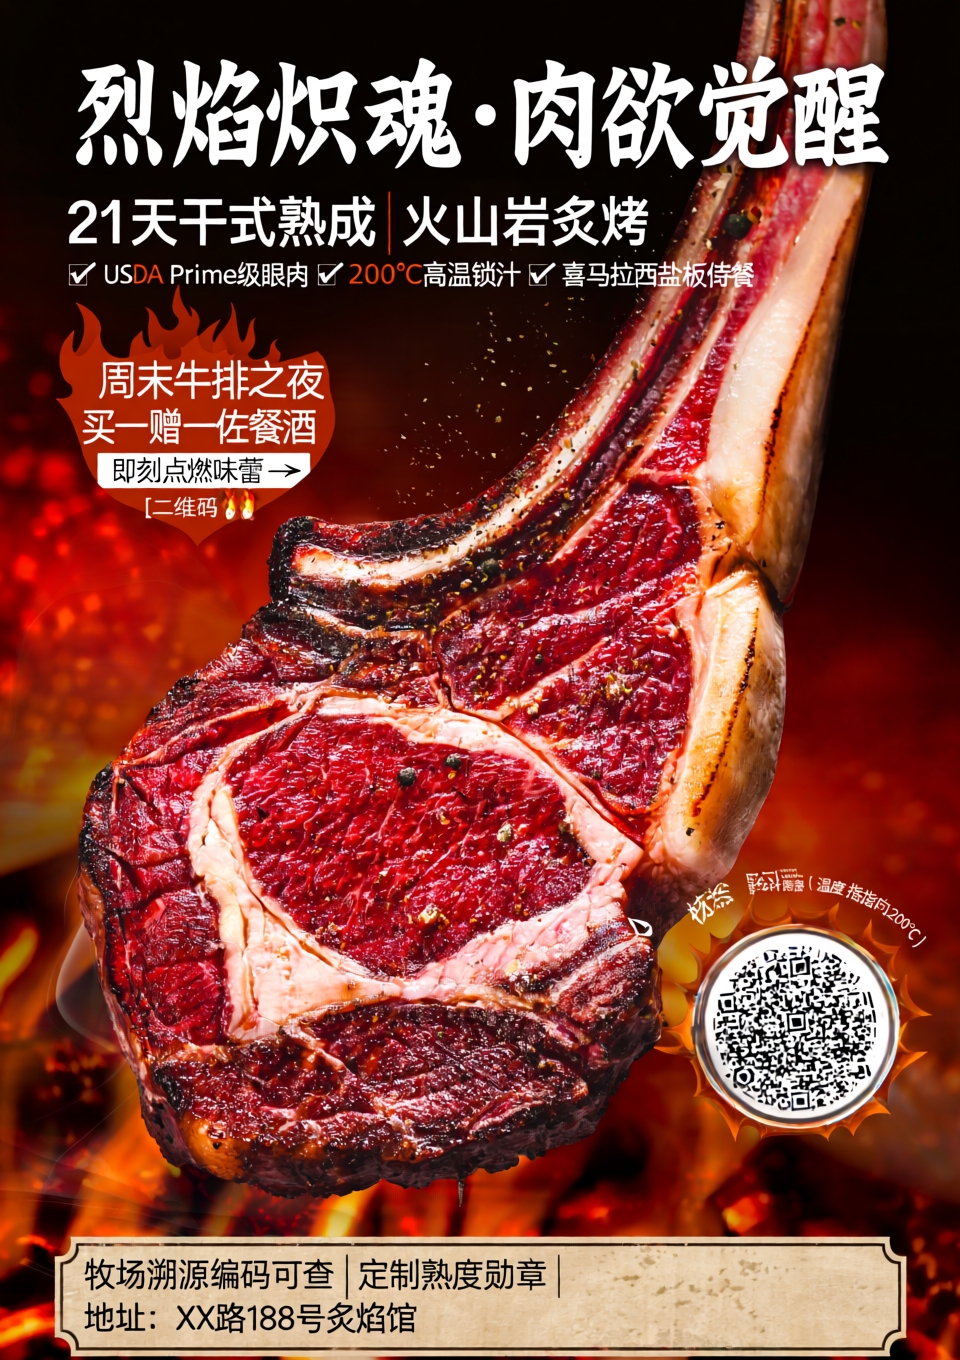 烈焰炽魂·肉欲觉醒
21天干式熟成|火山岩炙烤
☑ USDA Prime级眼肉 ☑ 200℃高温锁汁 ☑ 喜马拉西盐板侍餐
周末牛排之夜
买一赠一佐餐酒
即刻点燃味蕾→
[二维码🔥🔥
(温度指指向200℃)
牧场溯源编码可查|定制熟度勋章|
地址：XX路188号炙焰馆